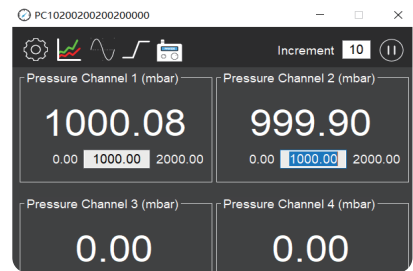 PC10200200200200000
Increment 10
Pressure Channel 1 (mbar)
Pressure Channel 2 (mbar)
1000.08
999.90
0.00 1000.00 2000.00
0.00 1000.00 2000.00
Pressure Channel 3 (mbar)
Pressure Channel 4 (mbar)
0.00
0.00